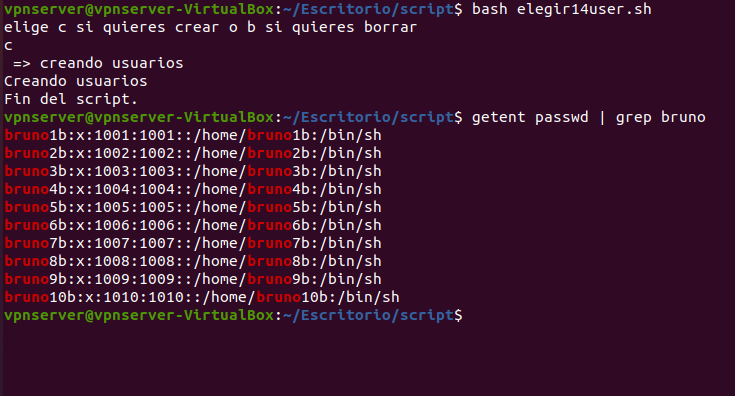 vpnserver@vpnserver-VirtualBox:~/Escritorio/script$ bash elegir14user.sh
elige c si quieres crear o b si quieres borrar
c
 => creando usuarios
Creando usuarios
Fin del script.
vpnserver@vpnserver-VirtualBox:~/Escritorio/script$ getent passwd | grep bruno
bruno1b:x:1001:1001::/home/bruno1b:/bin/sh
bruno2b:x:1002:1002::/home/bruno2b:/bin/sh
bruno3b:x:1003:1003::/home/bruno3b:/bin/sh
bruno4b:x:1004:1004::/home/bruno4b:/bin/sh
bruno5b:x:1005:1005::/home/bruno5b:/bin/sh
bruno6b:x:1006:1006::/home/bruno6b:/bin/sh
bruno7b:x:1007:1007::/home/bruno7b:/bin/sh
bruno8b:x:1008:1008::/home/bruno8b:/bin/sh
bruno9b:x:1009:1009::/home/bruno9b:/bin/sh
bruno10b:x:1010:1010::/home/bruno10b:/bin/sh
vpnserver@vpnserver-VirtualBox:~/Escritorio/script$